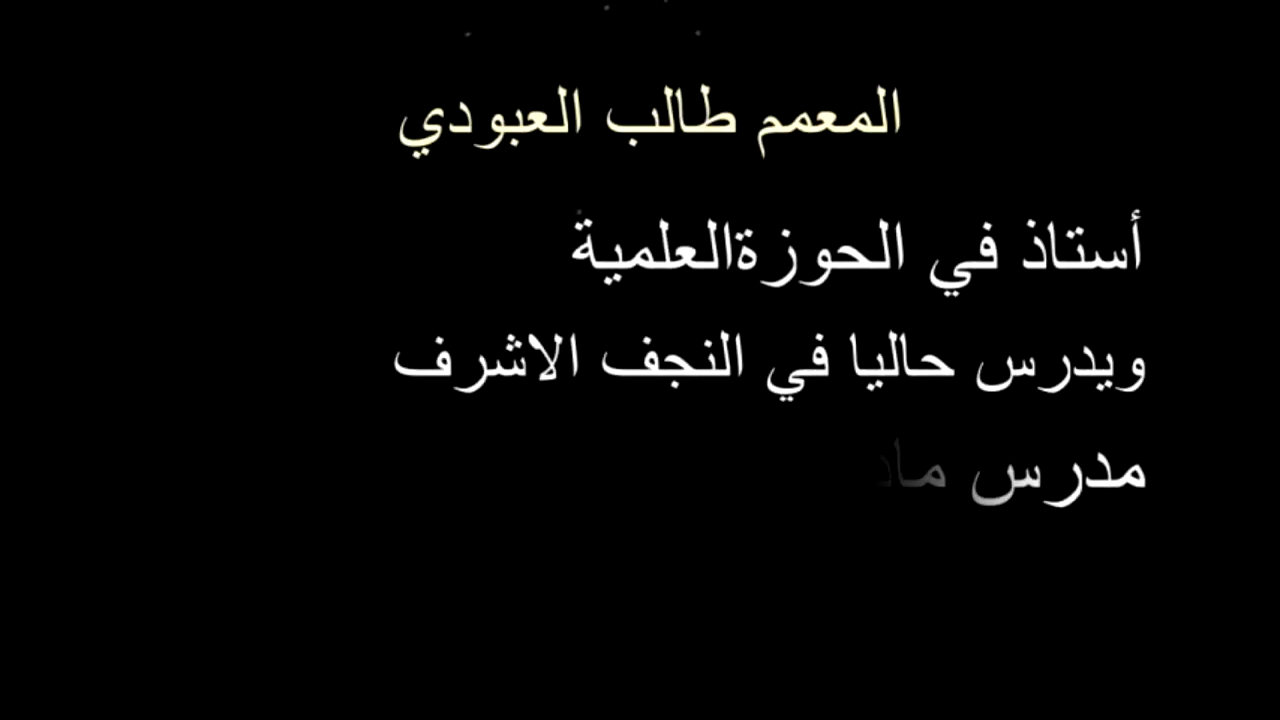 المعمم طالب العبودي
أستاذ في الحوزةالعلمية
ويدرس حاليا في النجف الاشرف
مدرس